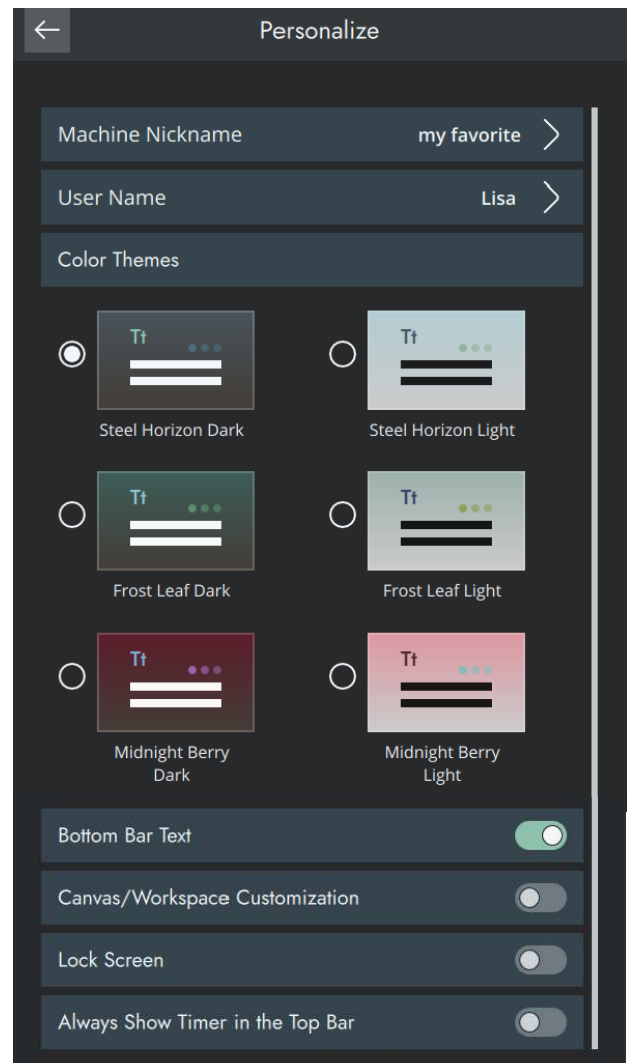 Personalize
Machine Nickname my favorite
User Name Lisa
Color Themes
Tt Tt
Steel Horizon Dark Steel Horizon Light
Tt Tt
Frost Leaf Dark Frost Leaf Light
Tt Tt
Midnight Berry Dark
Midnight Berry Light
Bottom Bar Text
Canvas/Workspace Customization
Lock Screen
Always Show Timer in the Top Bar